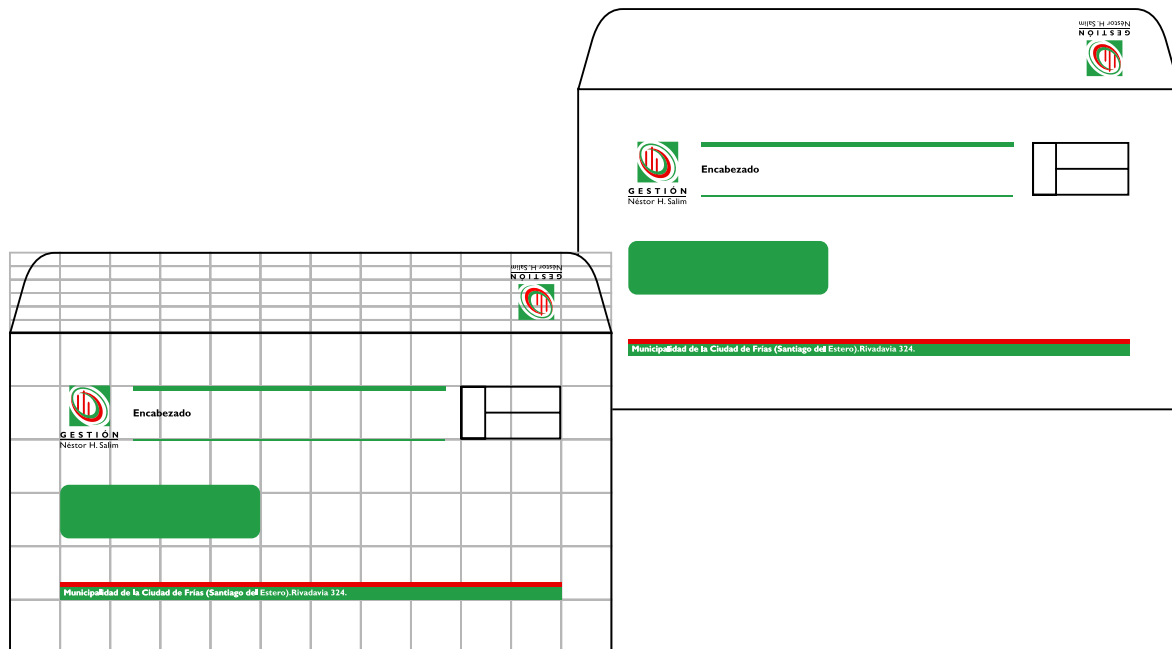 Néstor H. Salim
GESTIÓN
GESTIÓN
Néstor H. Salim
Encabezado
Municipalidad de la Ciudad de Frías (Santiago del Estero).Rivadavia 324.
Néstor H. Salim
GESTIÓN
GESTIÓN
Néstor H. Salim
Encabezado
Municipalidad de la Ciudad de Frías (Santiago del Estero).Rivadavia 324.